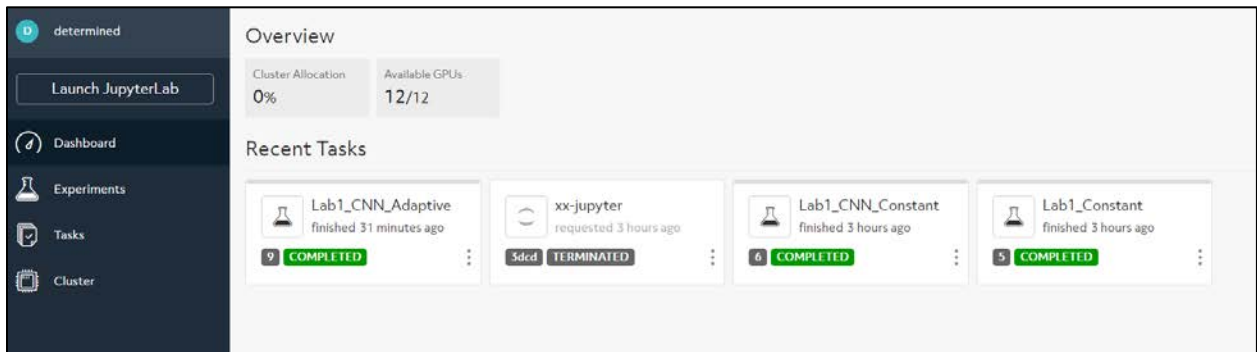 D determined
Launch JupyterLab
Dashboard
Experiments
Tasks
Cluster
Overview
Cluster Allocation
0%
Available GPUs
12/12
Recent Tasks
Lab1_CNN_Adaptive
finished 31 minutes ago
9 COMPLETED
xx-jupyter
requested 3 hours ago
3dcd TERMINATED
Lab1_CNN_Constant
finished 3 hours ago
6 COMPLETED
Lab1_Constant
finished 3 hours ago
5 COMPLETED